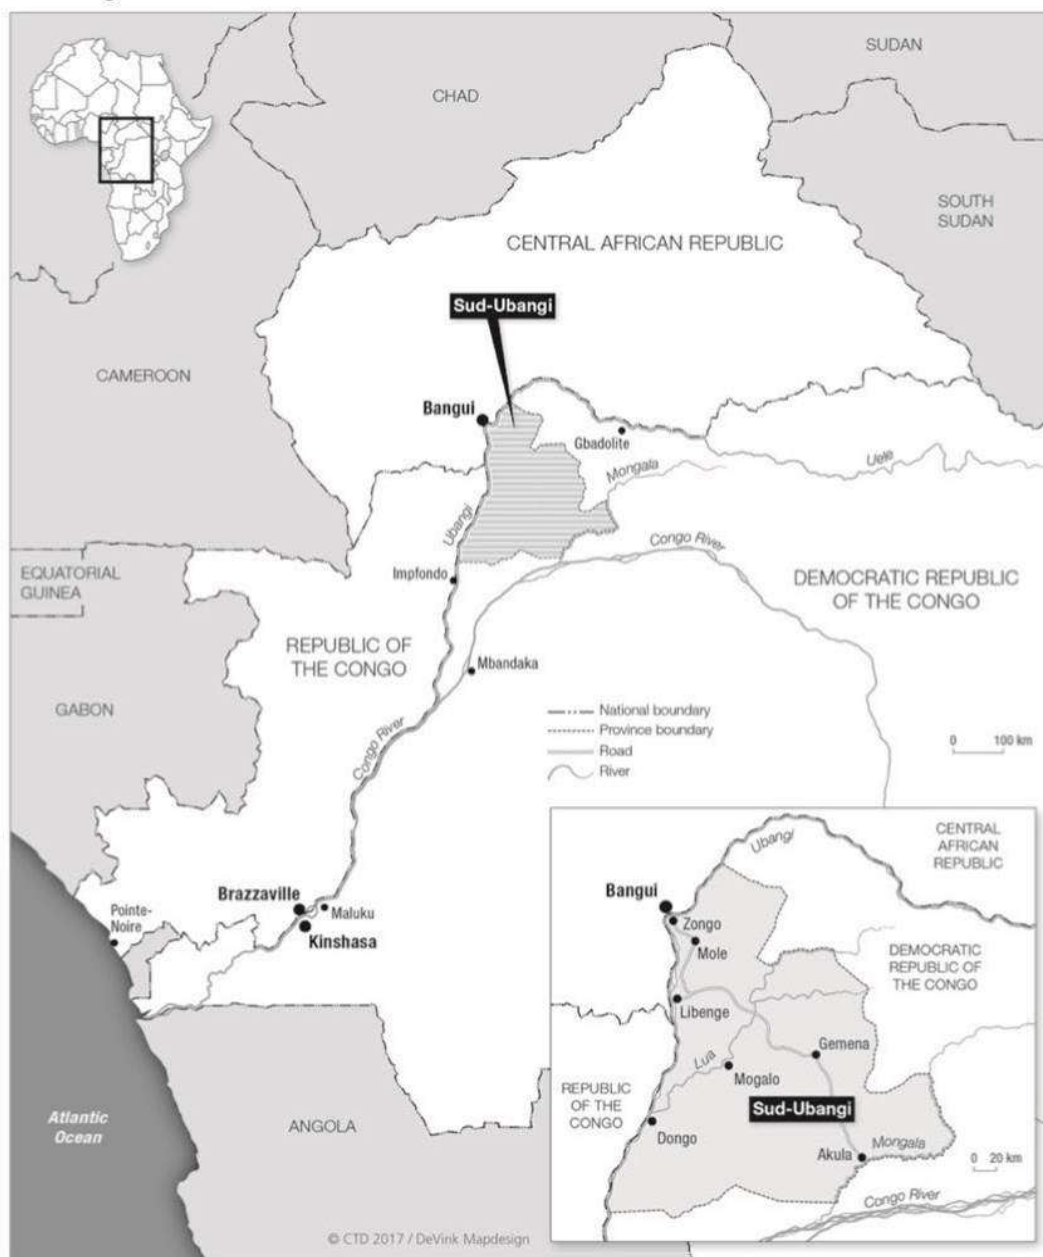 SUDAN
CHAD
SOUTH
SUDAN
CENTRAL AFRICAN REPUBLIC
Sud-Ubangi
CAMEROON
Bangui
Gbadolite
Mongala
Uele
Ubangi
Congo River
EQUATORIAL
GUINEA
Impfondo
DEMOCRATIC REPUBLIC
OF THE CONGO
REPUBLIC OF
THE CONGO
Mbandaka
GABON
National boundary
Province boundary
Road
River
0 100 km
Congo River
Brazzaville
Maluku
Kinshasa
Pointe-
Noire
Atlantic
Ocean
ANGOLA
© CTD 2017 / DeVink Mapdesign
Ubangi
CENTRAL
AFRICAN
REPUBLIC
Bangui
Zongo
Mole
DEMOCRATIC
REPUBLIC OF
THE CONGO
Libenge
Gemena
Lua
Mogalo
REPUBLIC
OF THE
CONGO
Sud-Ubangi
Dongo
Akula
Mongala
0 20 km
Congo River